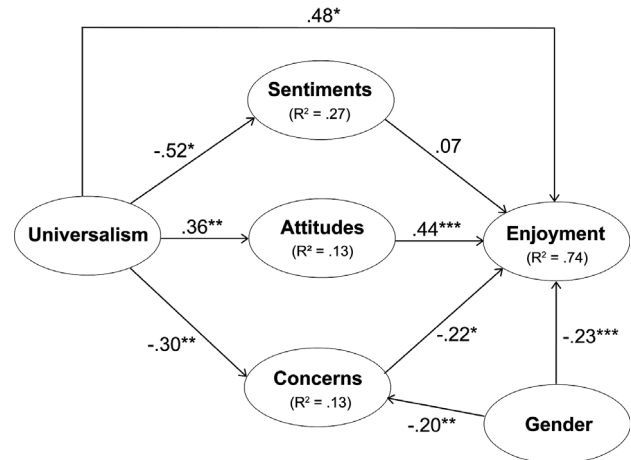 .48*
Sentiments
(R² = .27)
-.52*
.07
Universalism
.36**
Attitudes
(R² = .13)
.44***
Enjoyment
(R² = .74)
-.30**
-.22*
-.23***
Concerns
(R² = .13)
-.20**
Gender